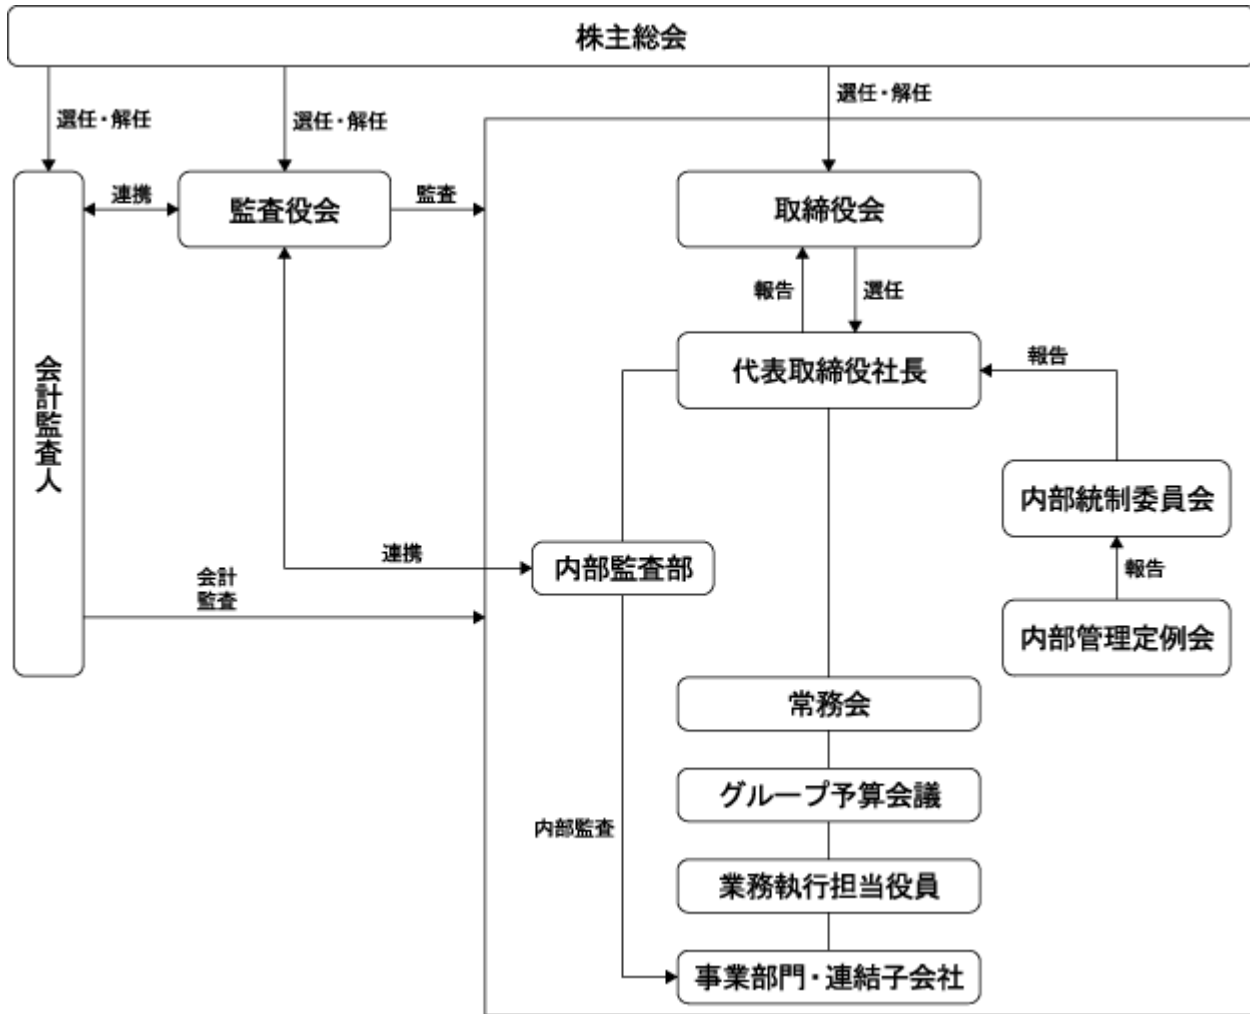 株主総会
選任・解任
選任・解任
選任・解任
連携
監査役会
監査
取締役会
報告
選任
会計監査人
代表取締役社長
報告
内部統制委員会
連携
内部監査部
報告
会計
監査
内部管理定例会
常務会
グループ予算会議
内部監査
業務執行担当役員
事業部門・連結子会社